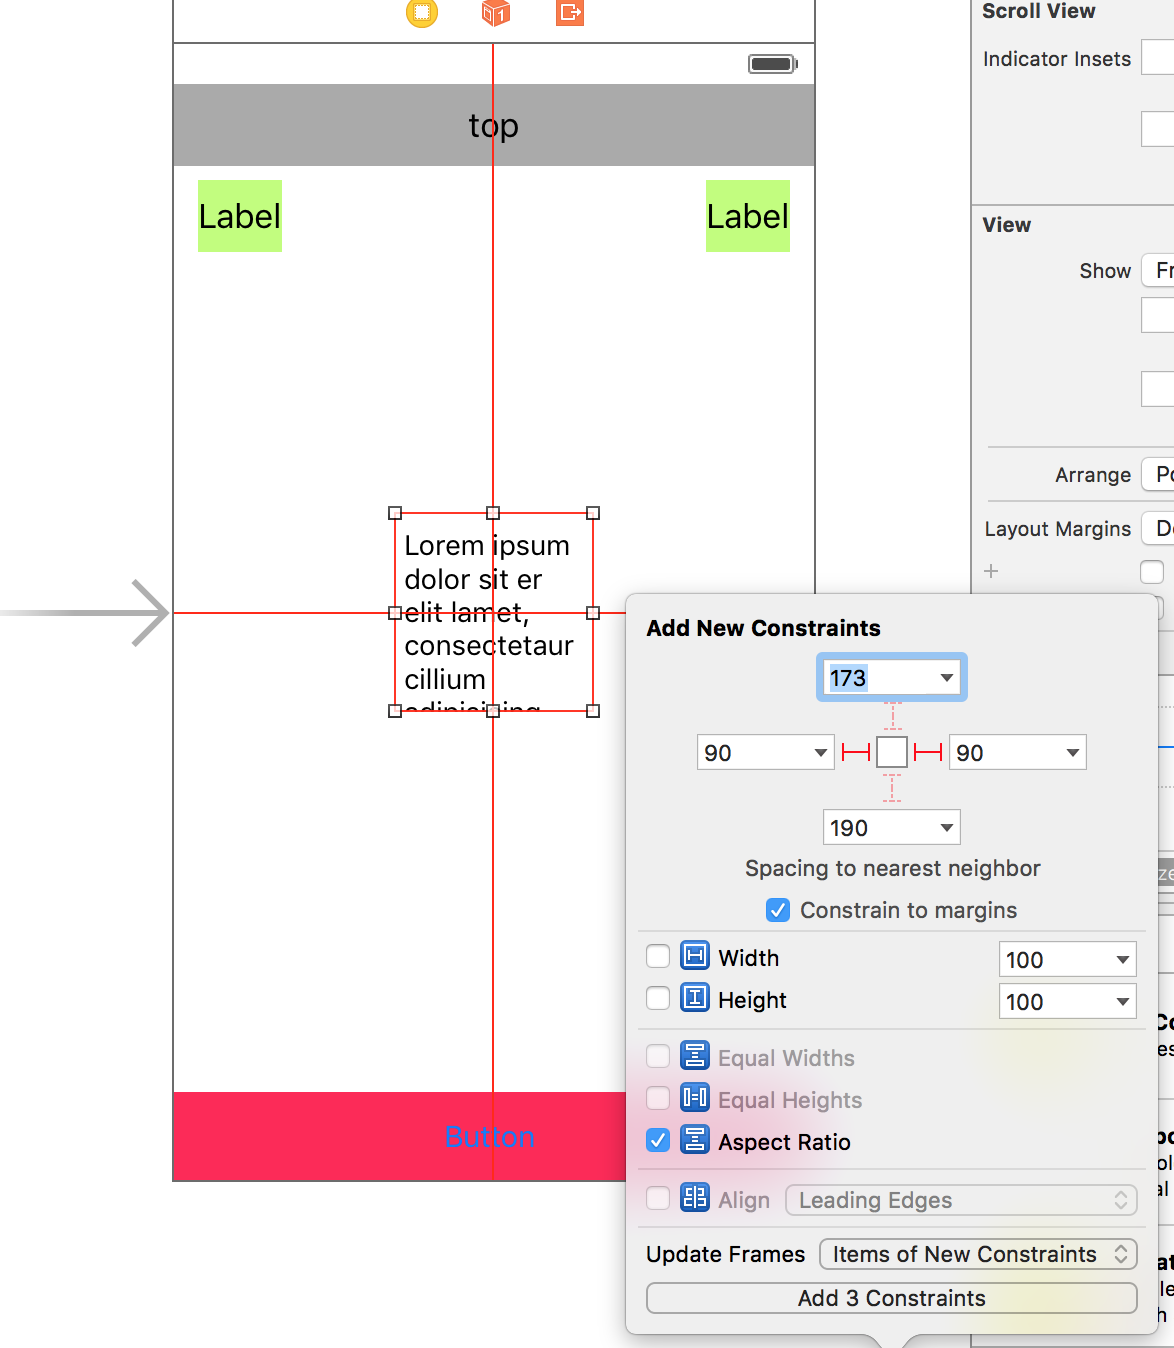 Scroll View
Indicator Insets
top
Label
Label
View
Show
Fr
Arrange
Layout Margins
Lorem ipsum
dolor sit er
elit lamet,
consectetaur
cillium
Add New Constraints
173
90
90
190
Spacing to nearest neighbor
Constrain to margins
Width
100
Height
100
Equal Widths
Equal Heights
Button
Aspect Ratio
Align
Leading Edges
Update Frames
Items of New Constraints
Add 3 Constraints